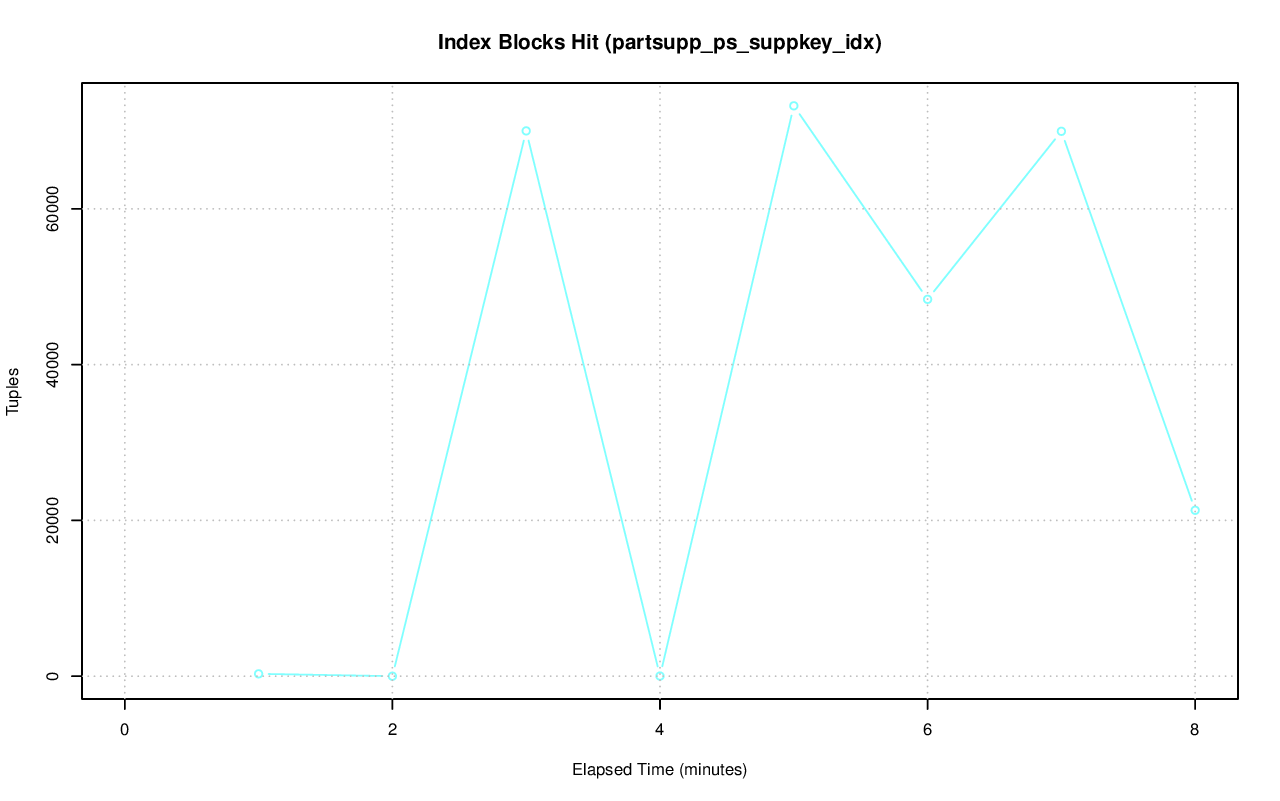 Index Blocks Hit (partsupp_ps_suppkey_idx)
Tuples
60000
40000
20000
0
0 2 4 6 8
Elapsed Time (minutes)